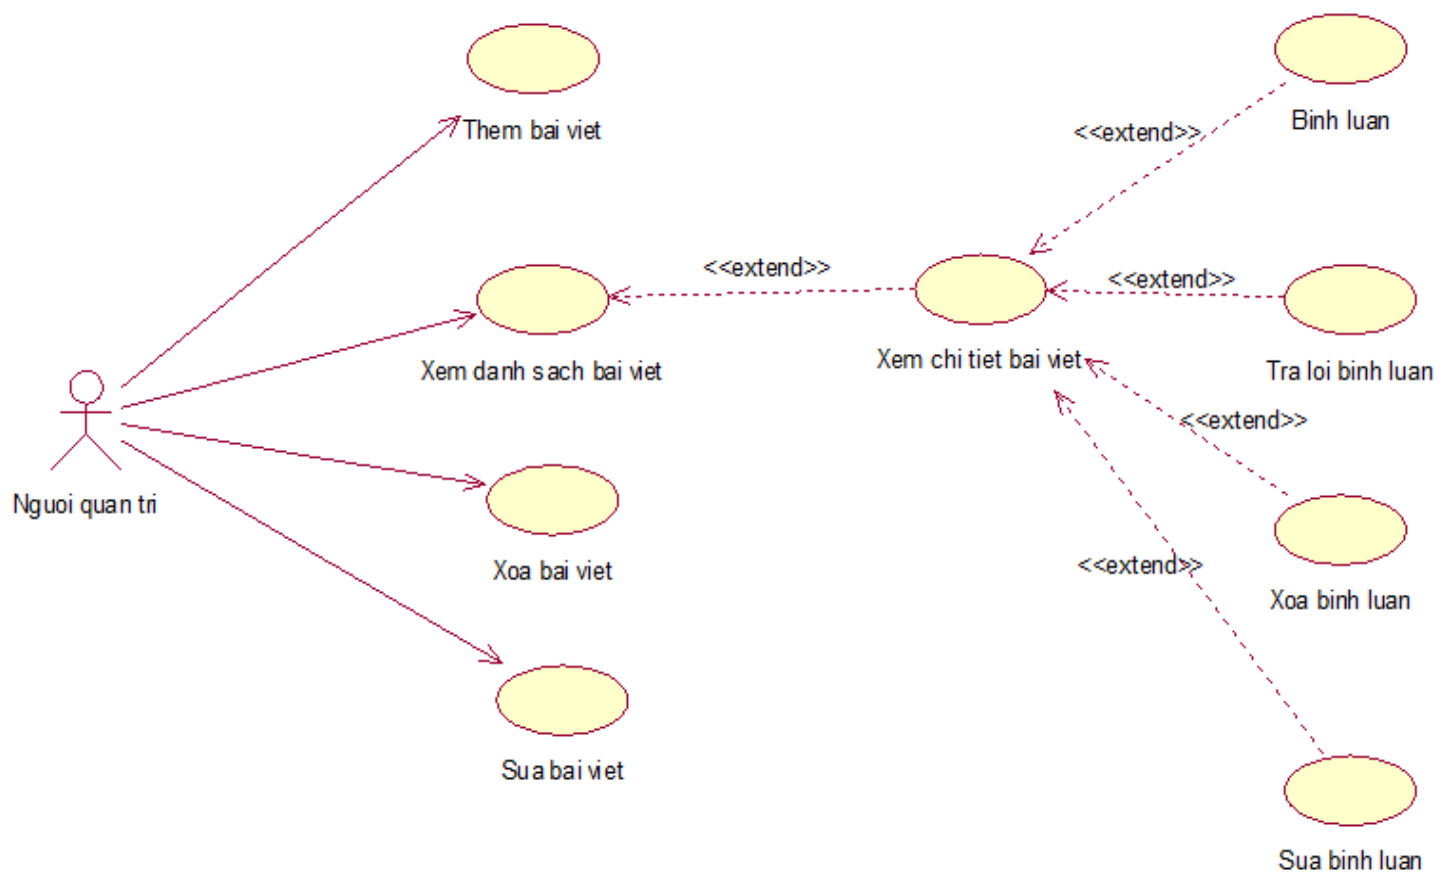 Them bai viet
Binh luan
<<extend>>
<<extend>>
<<extend>>
Xem danh sach bai viet
Xem chi tiet bai viet
Tra loi binh luan
<<extend>>
Nguoi quan tri
Xoa bai viet
<<extend>>
Xoa binh luan
Sua bai viet
Sua binh luan